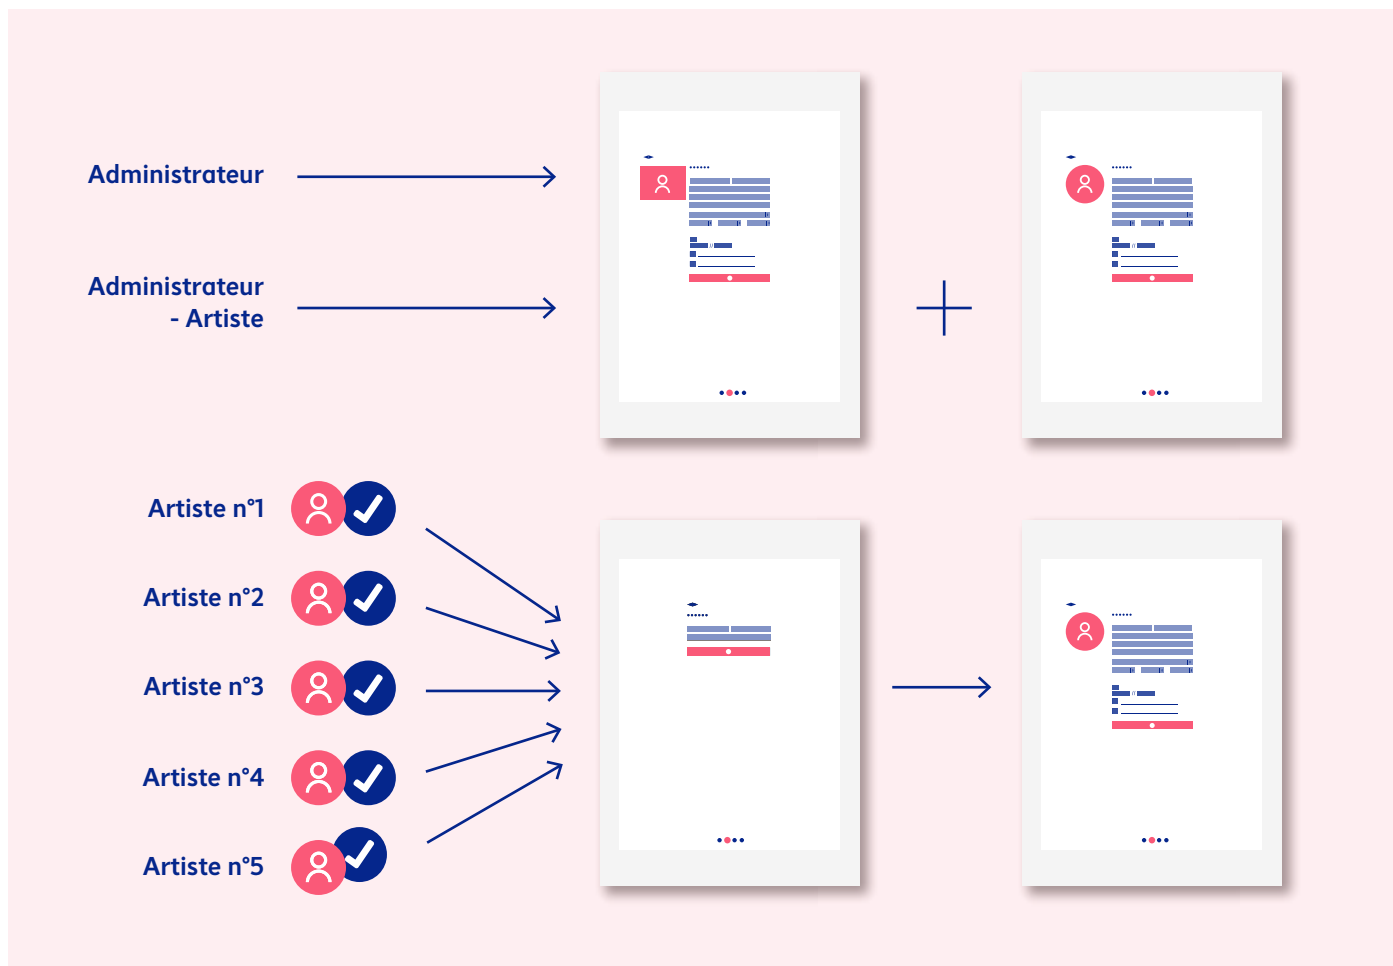 Administrateur
Administrateur
- Artiste
Artiste n°1
Artiste n°2
Artiste n°3
Artiste n°4
Artiste n°5